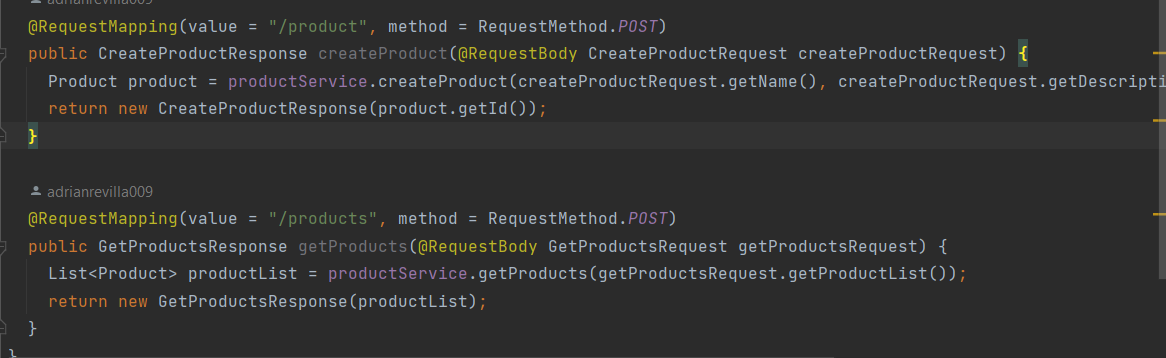 adrianrevilla009
@RequestMapping(value = "/product", method = RequestMethod.POST)
public CreateProductResponse createProduct(@RequestBody CreateProductRequest createProductRequest) {
Product product = productService.createProduct(createProductRequest.getName(), createProductRequest.getDescripti
return new CreateProductResponse(product.getId());
}
adrianrevilla009
@RequestMapping(value = "/products", method = RequestMethod.POST)
public GetProductsResponse getProducts(@RequestBody GetProductsRequest getProductsRequest) {
List<Product> productList = productService.getProducts(getProductsRequest.getProductList());
return new GetProductsResponse(productList);
}
}